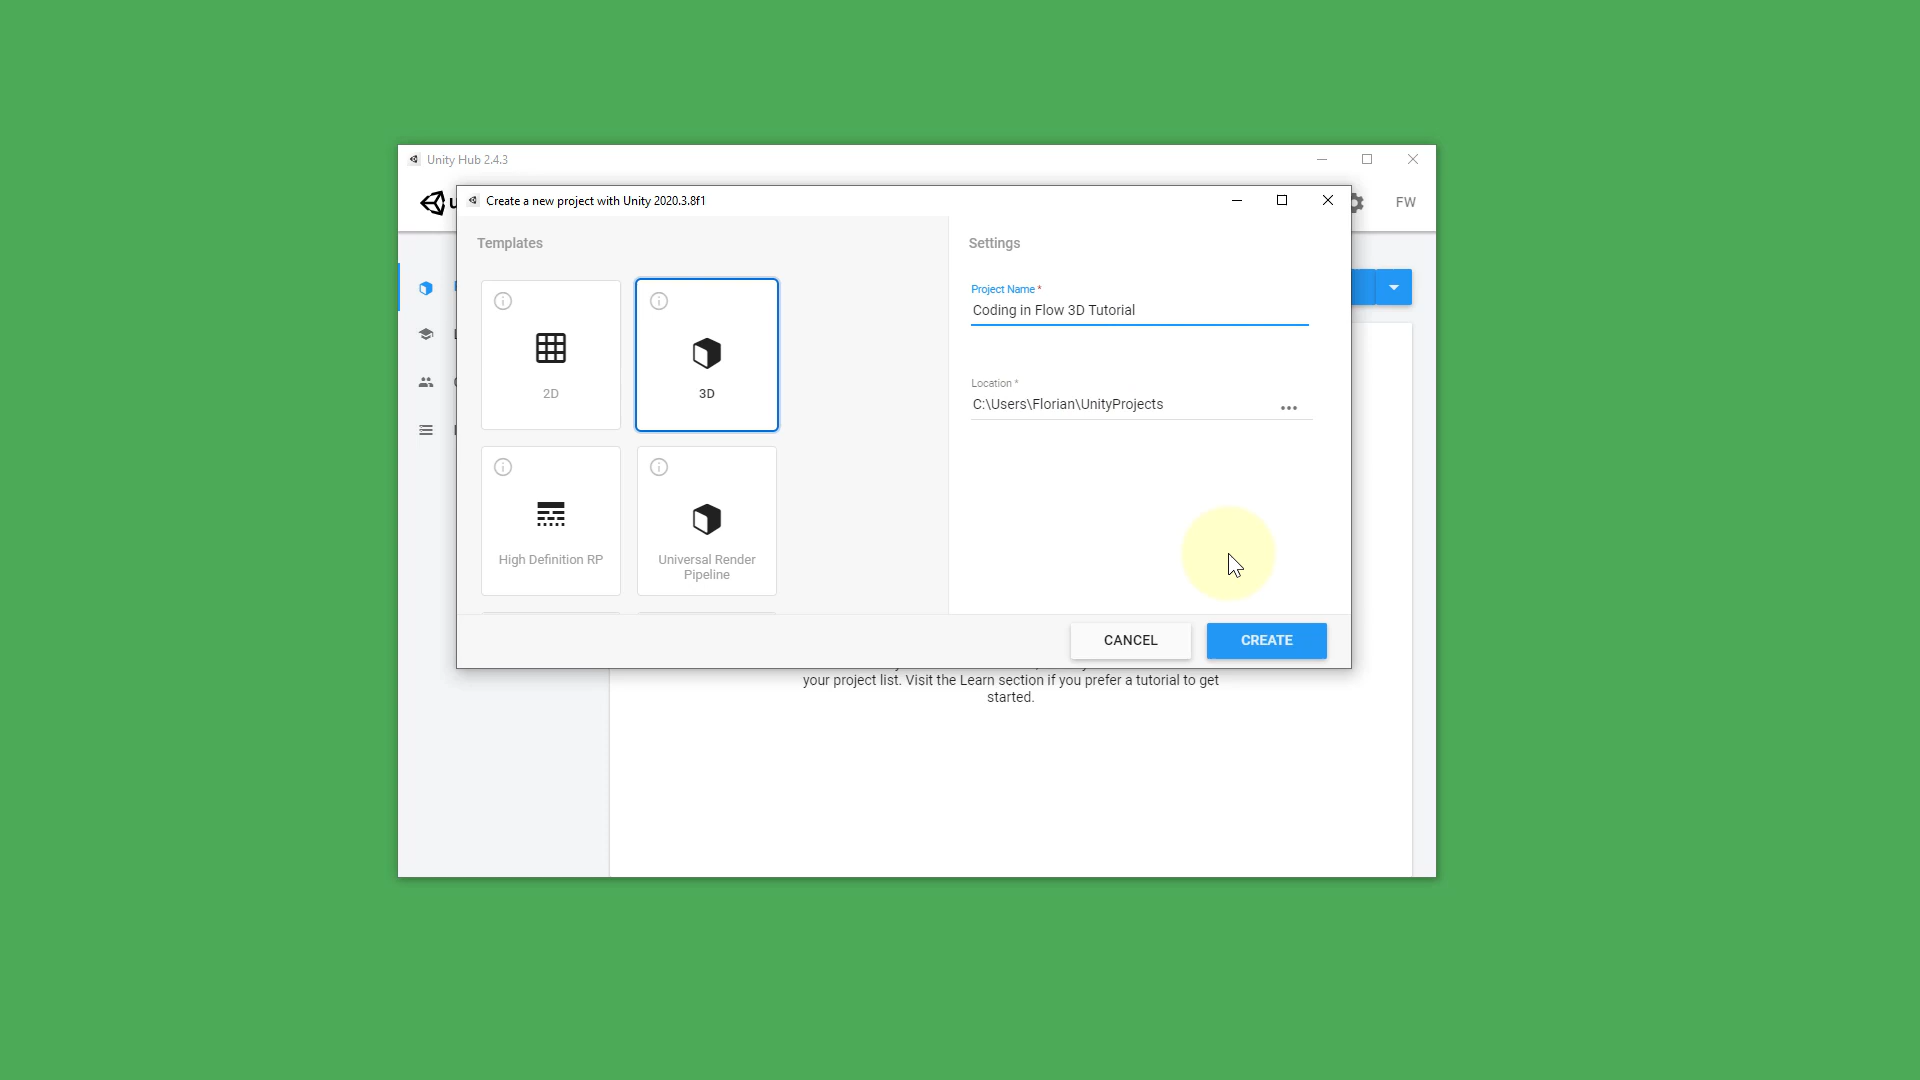 Unity Hub 2.4.3
FW
Create a new project with Unity 2020.3.8f1
Templates
Settings
2D
3D
High Definition RP
Universal Render
Pipeline
Project Name *
Coding in Flow 3D Tutorial
Location *
C:\Users\Florian\UnityProjects
CANCEL
CREATE
your project list. Visit the Learn section if you prefer a tutorial to get
started.